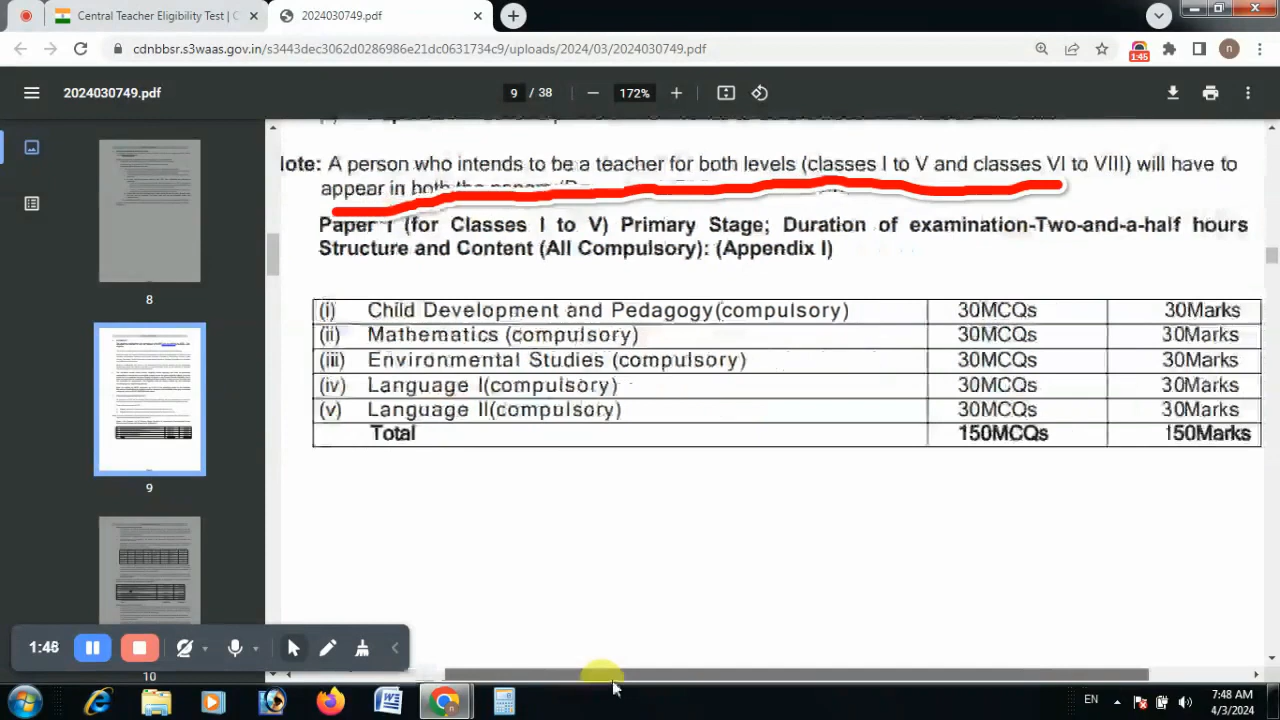 Central Teacher Eligibility Test | C
2024030749.pdf
cdnbbsr.s3waas.gov.in/s3443dec3062d0286986e21dc0631734c9/uploads/2024/03/2024030749.pdf
1:45
n
2024030749.pdf
9 / 38
172%
Note: A person who intends to be a teacher for both levels (classes I to V and classes VI to VIII) will have to
appear in both the
Paper I (for Classes I to V) Primary Stage; Duration of examination-Two-and-a-half hours
Structure and Content (All Compulsory): (Appendix I)
(i) Child Development and Pedagogy(compulsory) 30MCQs 30Marks
(ii) Mathematics (compulsory) 30MCQs 30Marks
(iii) Environmental Studies (compulsory) 30MCQs 30Marks
(iv) Language I(compulsory) 30MCQs 30Marks
(v) Language II(compulsory) 30MCQs 30Marks
Total 150MCQs 150Marks
8
9
10
1:46
EN
7:48 AM
4/3/2024